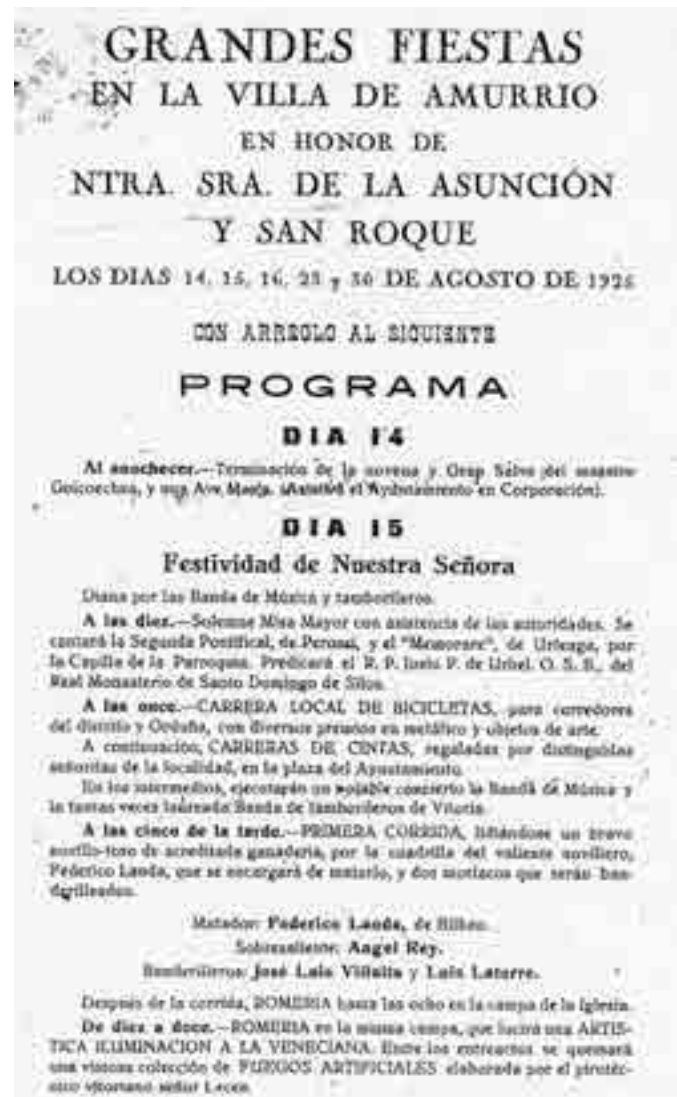 GRANDES FIESTAS
EN LA VILLA DE AMURRIO
EN HONOR DE
NTRA. SRA. DE LA ASUNCIÓN
Y SAN ROQUE
LOS DIAS 14, 15, 16, 23 y 30 DE AGOSTO DE
CON ARREGLO AL SIGUIENTE
PROGRAMA
DIA 14
Al anochecer.—Terminación de la novena y Gran Salve del maestro
Goicoechea, y una Ave María. (Asistirá el Ayuntamiento en Corporación).
DIA 15
Festividad de Nuestra Señora
Diana por las Banda de Música y tamborileros.
A las diez.—Solemne Misa Mayor con asistencia de las autoridades. Se
cantará la Segunda Pontifical, de Perossi, y el "Memorare", de Urteaga, por
la Capilla de la Parroquia. Predicará el R. P. Justo P. de Urbel. O. S. B., del
Real Monasterio de Santo Domingo de Silos.
A las once.—CARRERA LOCAL DE BICICLETAS, para corredores
del distrito y Orduña, con diversos premios en metálico y objetos de arte.
A continuación, CARRERAS DE CINTAS, regaladas por distinguidas
señoritas de la localidad, en la plaza del Ayuntamiento.
En los intermedios, ejecutarán un notable concierto la Banda de Música y
la tantas veces laureada Banda de tamborileros de Vitoria.
A las cinco de la tarde.—PRIMERA CORRIDA, lidiándose un bravo
novillo-toro de acreditada ganadería, por la cuadrilla del valiente novillero,
Federico Landa, que se encargará de matarlo, y dos que serán ban-
derilleados.
Matador: Federico Landa, de Bilbao.
Sobresaliente: Angel Rey.
Banderilleros: José Luis Villalta y Luis Latorre.
Después de la corrida, ROMERIA hasta las ocho en la campa de la Iglesia.
De diez a doce.—ROMERIA en la misma campa, que lucirá una ARTIS-
TICA ILUMINACION A LA VENECIANA. Entre los entreactos se quemará
una vistosa colección de FUEGOS ARTIFICIALES elaborada por el pirotéc-
nico vitoriano señor Lecea.